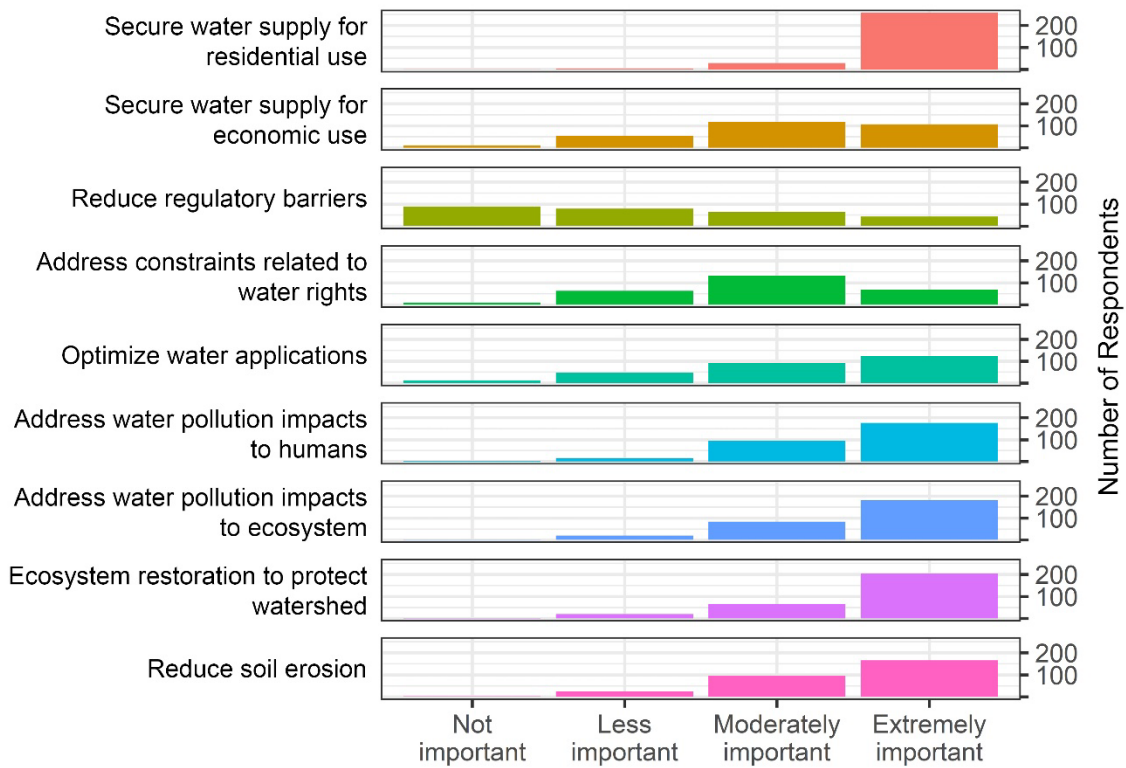 Secure water supply for
residential use
200
100
Secure water supply for
economic use
200
100
Reduce regulatory barriers
200
100
Address constraints related to
water rights
200
100
Optimize water applications
200
100
Address water pollution impacts
to humans
200
100
Address water pollution impacts
to ecosystem
200
100
Ecosystem restoration to protect
watershed
200
100
Reduce soil erosion
200
100
Number of Respondents
Not
important
Less
important
Moderately
important
Extremely
important